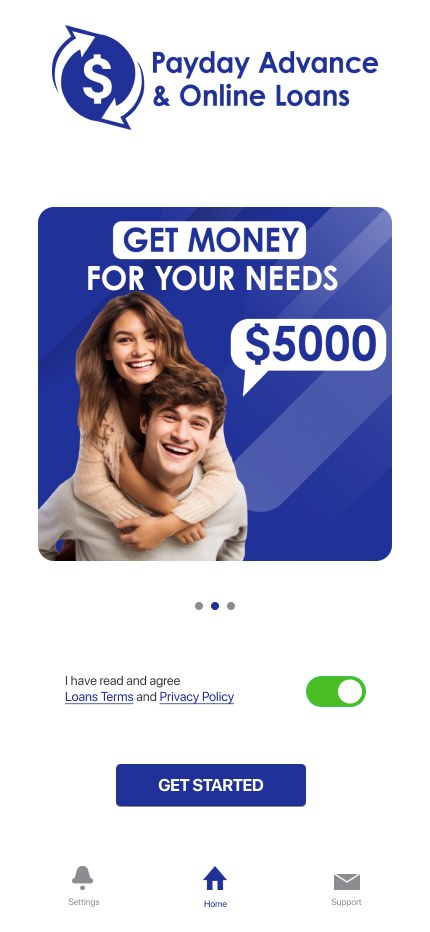 $
Payday Advance
& Online Loans
GET MONEY
FOR YOUR NEEDS
$5000
I have read and agree
Loans Terms and Privacy Policy
GET STARTED
Settings
Home
Support